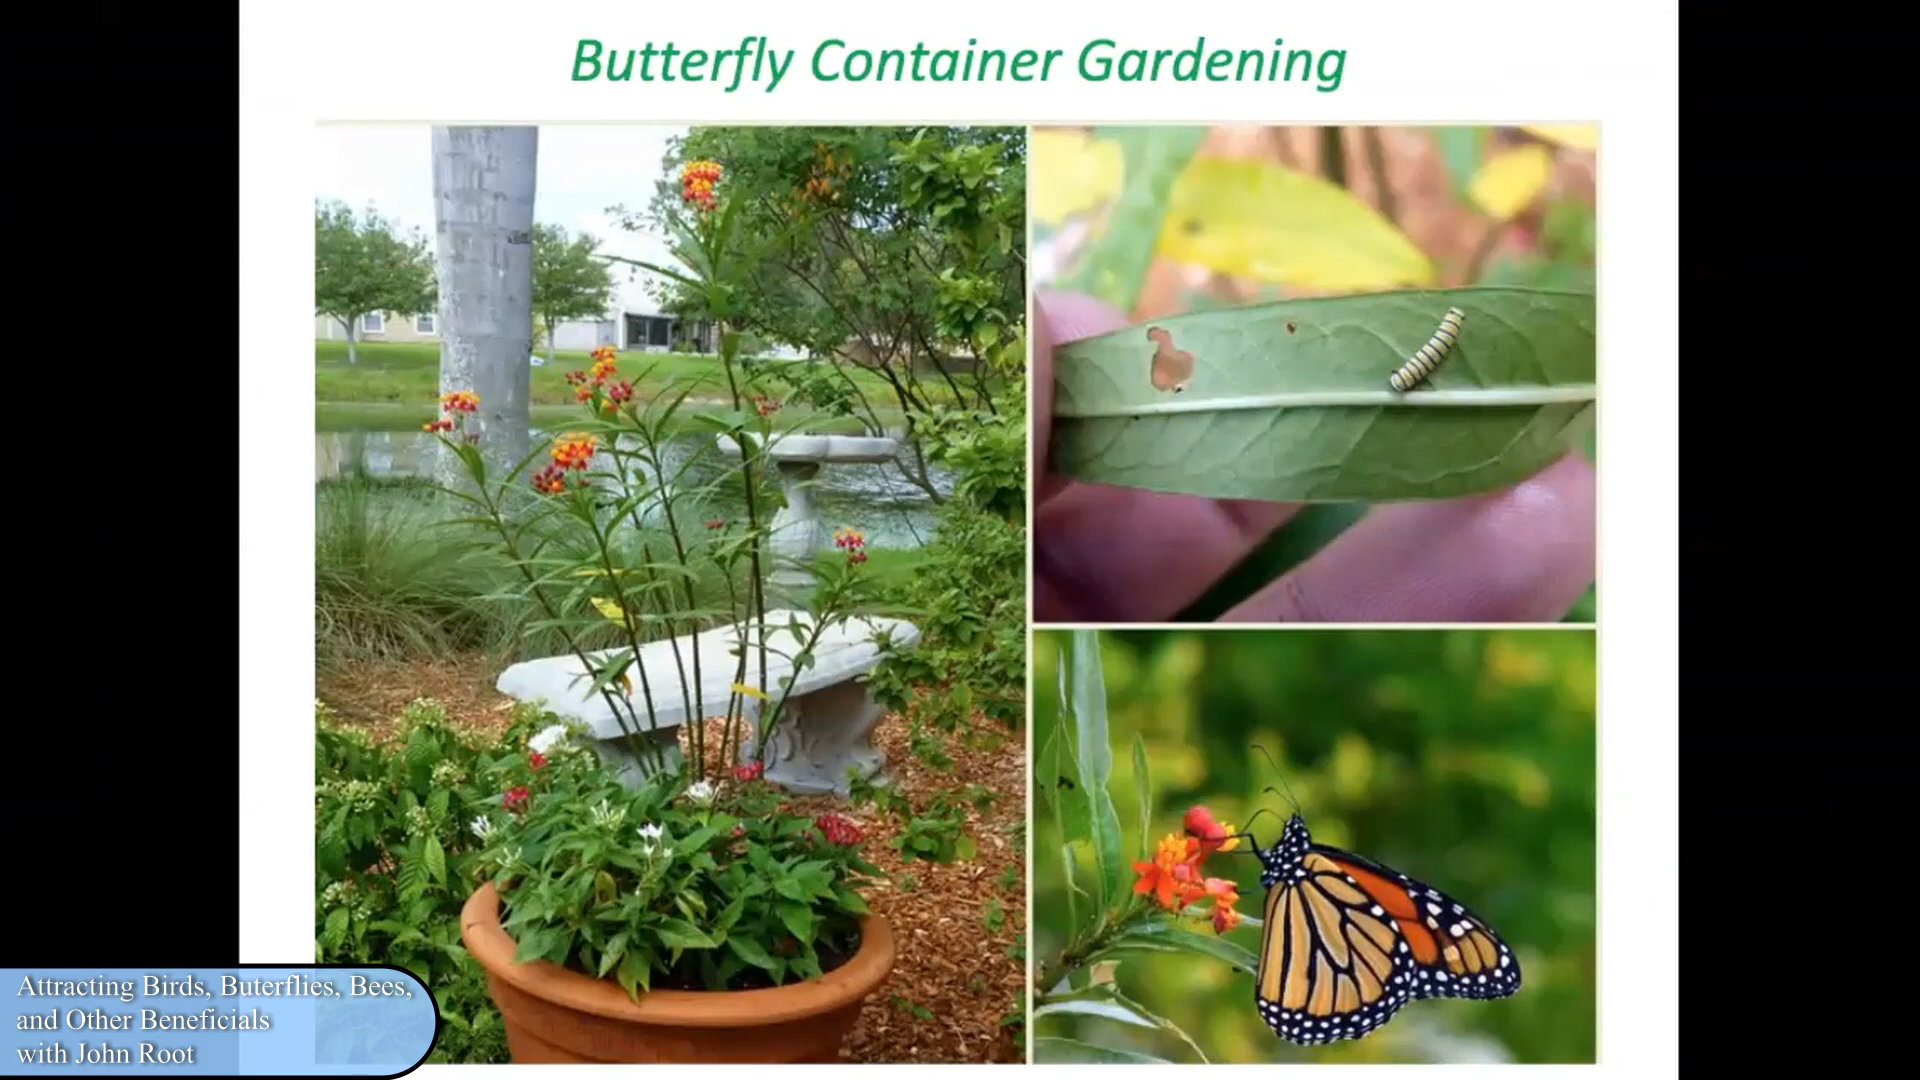 Butterfly Container Gardening
Attracting Birds, Buterflies, Bees,
and Other Beneficials
with John Root